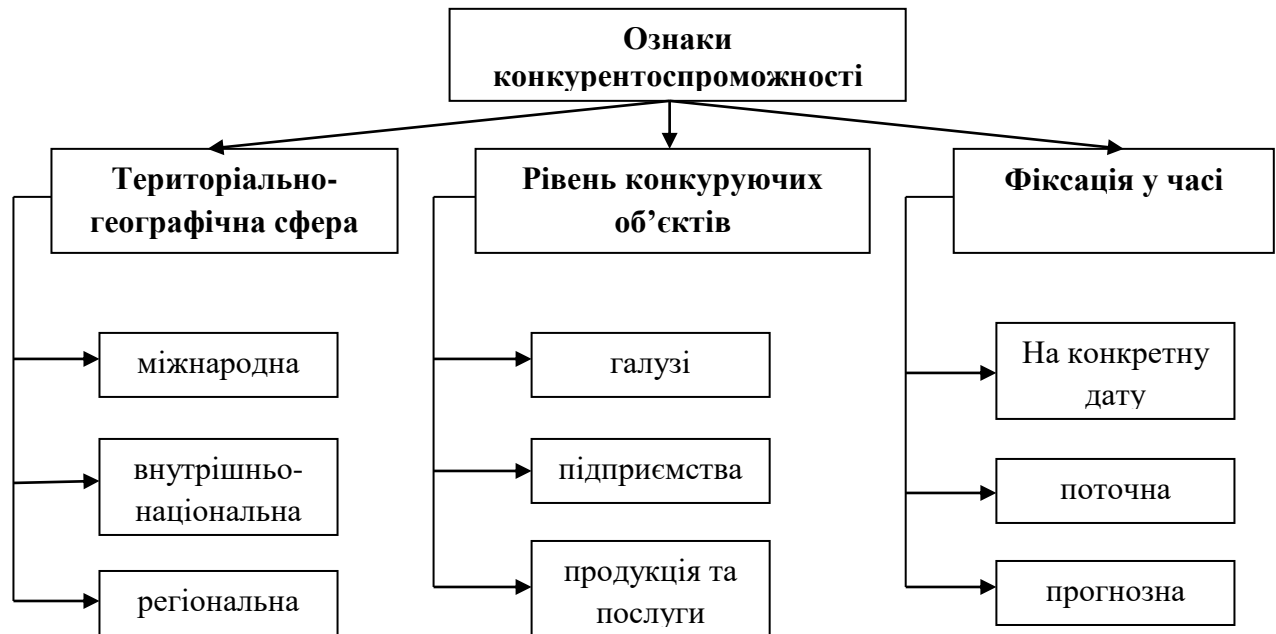 Ознаки
конкурентоспроможності
Територіально-
географічна сфера
Рівень конкуруючих
об’єктів
Фіксація у часі
міжнародна
внутрішньо-
національна
регіональна
галузі
підприємства
продукція та
послуги
На конкретну
дату
поточна
прогнозна